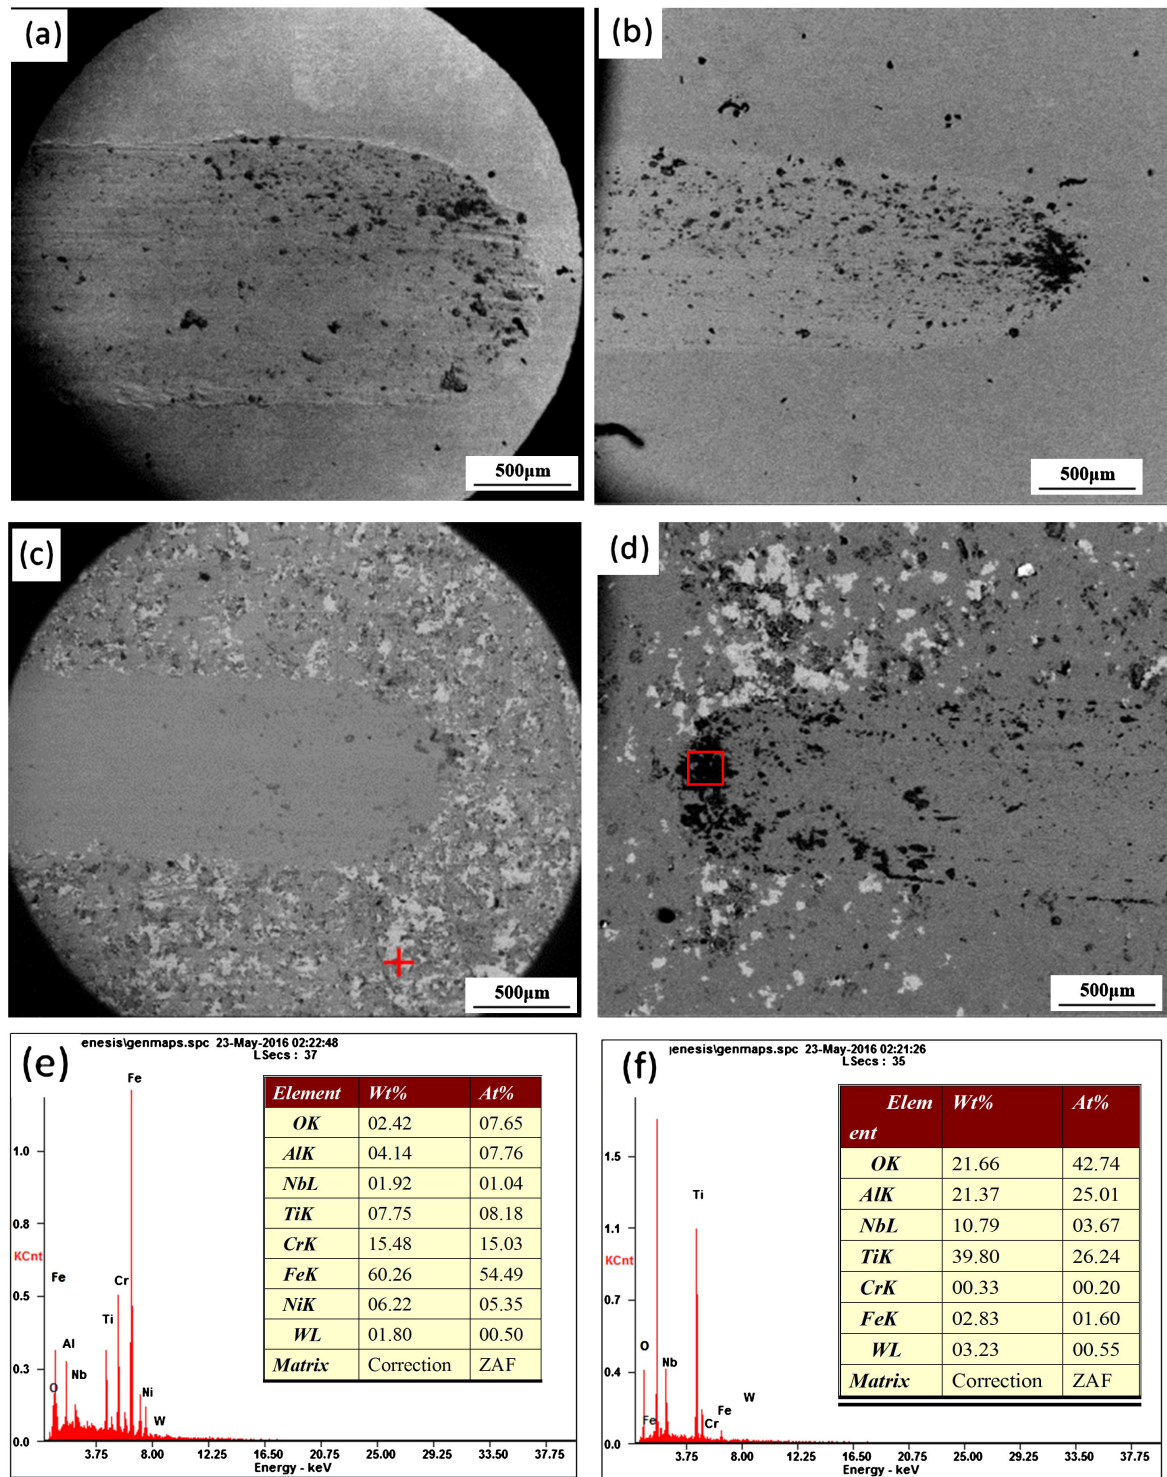 (a)
(b)
500μm
500μm
(c)
(d)
500μm
500μm
(e)
enesis\genmaps.spc 23-May-2016 02:22:48
LSecs : 37
Fe
Element Wt% At%
OK 02.42 07.65
AlK 04.14 07.76
NbL 01.92 01.04
TiK 07.75 08.18
CrK 15.48 15.03
FeK 60.26 54.49
NiK 06.22 05.35
WL 01.80 00.50
Matrix Correction ZAF
1.0
0.8
KCnt
0.5
0.3
0.0
Fe
Cr
Ti
Al
Nb
O
Ni
W
3.75 8.00 12.25 16.50 20.75 25.00 29.25 33.50 37.75
Energy - keV
(f)
genesis\genmaps.spc 23-May-2016 02:21:26
LSecs : 35
Elem
ent Wt% At%
OK 21.66 42.74
AlK 21.37 25.01
NbL 10.79 03.67
TiK 39.80 26.24
CrK 00.33 00.20
FeK 02.83 01.60
WL 03.23 00.55
Matrix Correction ZAF
1.5
1.1
KCnt
0.7
0.4
0.0
Ti
O
Nb
W
Fe
Fe
Cr
3.75 8.00 12.25 16.50 20.75 25.00 29.25 33.50 37.75
Energy - keV